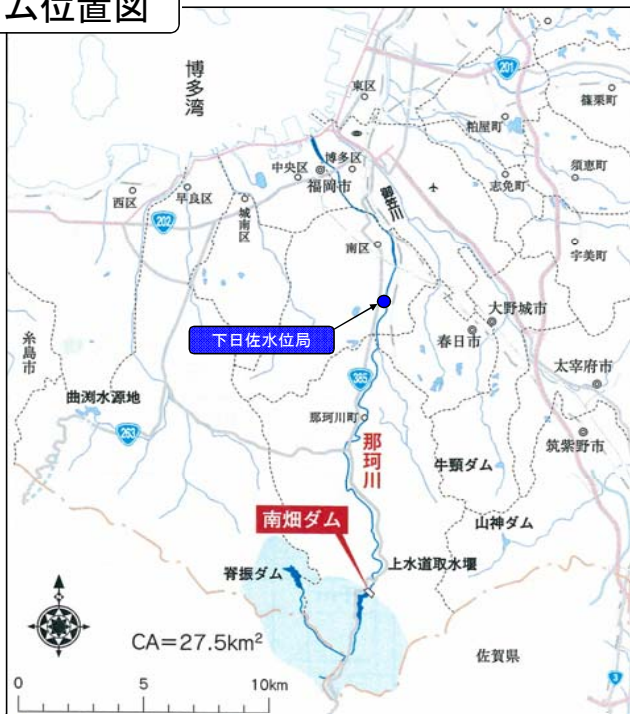 ム位置図
博多湾
東区
201
篠栗町
粕屋町
中央区
博多区
須恵町
福岡市
志免町
西区
早良区
城南区
御笠川
202
南区
宇美町
下日佐水位局
大野城市
春日市
糸島市
385
太宰府市
曲渕水源地
那珂川町
263
筑紫野市
那珂川
牛頸ダム
南畑ダム
山神ダム
脊振ダム
上水道取水堰
CA=27.5km²
佐賀県
0 5 10km
3